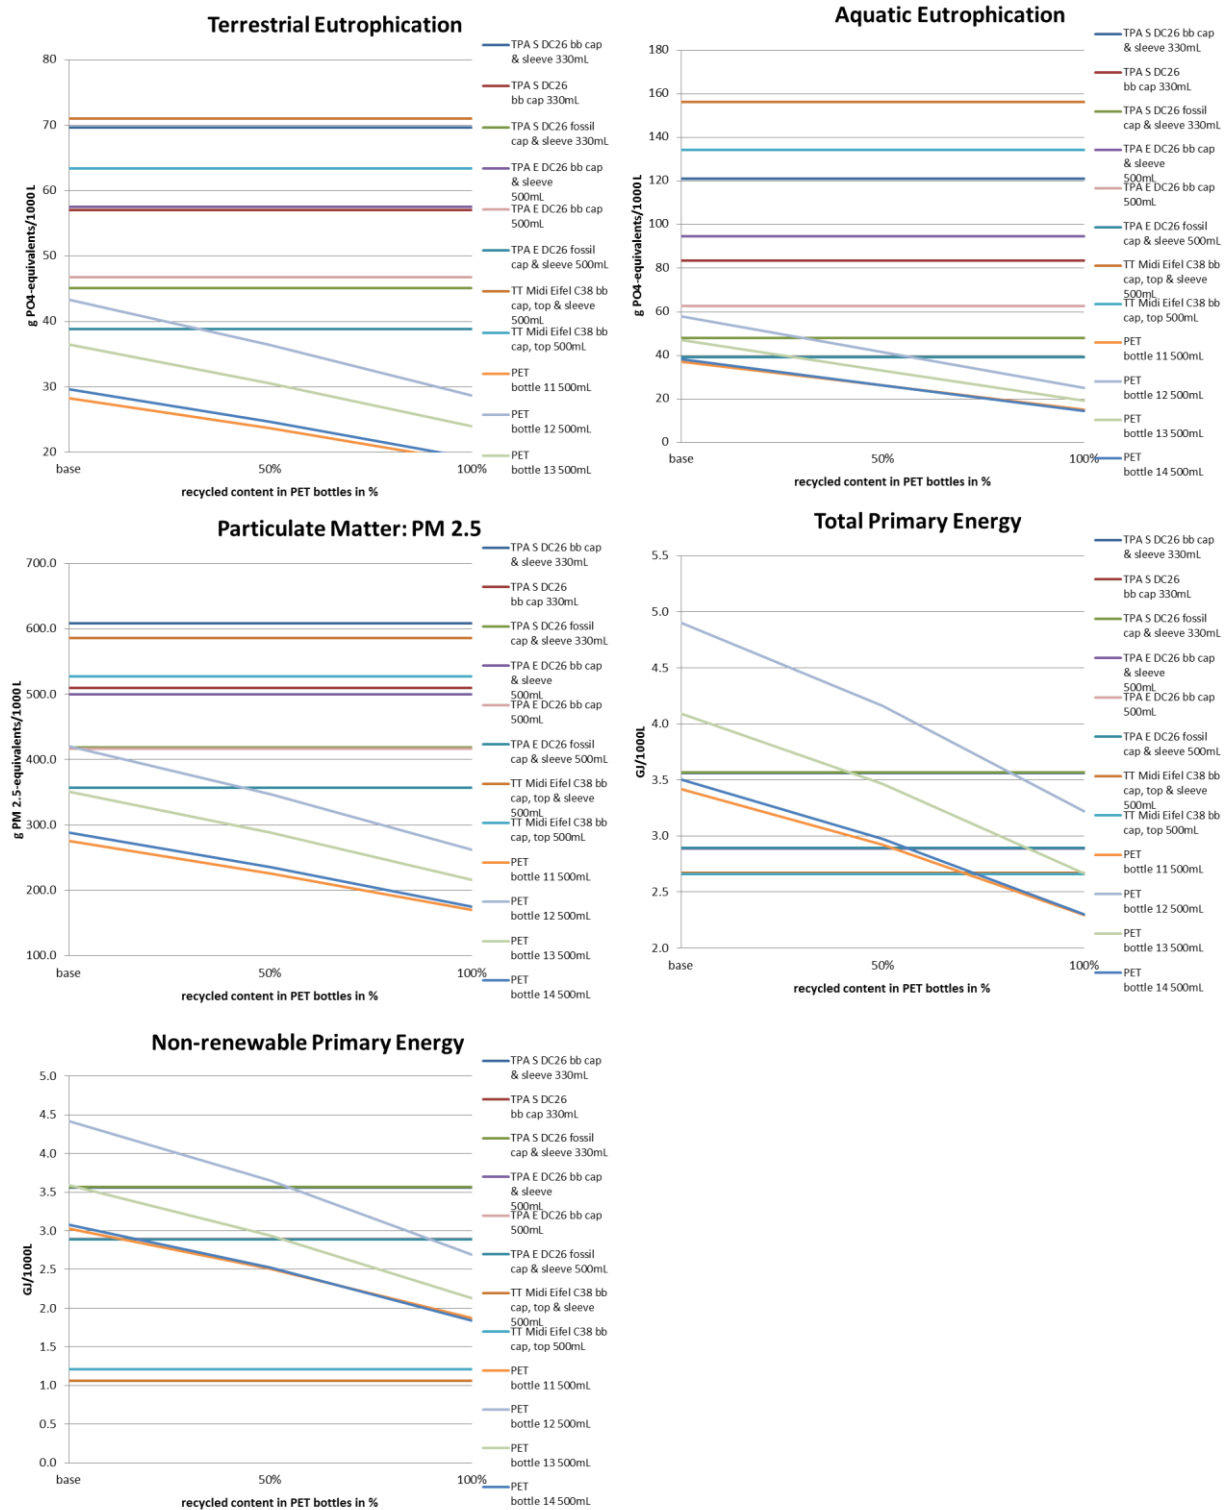 Terrestrial Eutrophication
g PO4-equivalents/1000 L
80
70
60
50
40
30
20
base
50%
100%
recycled content in PET bottles in %
TPA S DC26 bb cap
& sleeve 330mL
TPA S DC26
bb cap 330mL
TPA S DC26 fossil
cap & sleeve 330mL
TPA E DC26 bb cap
& sleeve
500mL
TPA E DC26 bb cap
500mL
TPA E DC26 fossil
cap & sleeve 500mL
TT Midi Eifel C38 bb
cap, top & sleeve
500mL
TT Midi Eifel C38 bb
cap, top 500mL
PET
bottle 11 500mL
PET
bottle 12 500mL
PET
bottle 13 500mL
Aquatic Eutrophication
g PO4-equivalents/1000 L
180
160
140
120
100
80
60
40
20
0
base
50%
100%
recycled content in PET bottles in %
TPA S DC26 bb cap
& sleeve 330mL
TPA S DC26
bb cap 330mL
TPA S DC26 fossil
cap & sleeve 330mL
TPA E DC26 bb cap
& sleeve
500mL
TPA E DC26 bb cap
500mL
TPA E DC26 fossil
cap & sleeve 500mL
TT Midi Eifel C38 bb
cap, top & sleeve
500mL
TT Midi Eifel C38 bb
cap, top 500mL
PET
bottle 11 500mL
PET
bottle 12 500mL
PET
bottle 13 500mL
PET
bottle 14 500mL
Particulate Matter: PM 2.5
g PM 2.5-equivalents/1000 L
700.0
600.0
500.0
400.0
300.0
200.0
100.0
base
50%
100%
recycled content in PET bottles in %
TPA S DC26 bb cap
& sleeve 330mL
TPA S DC26
bb cap 330mL
TPA S DC26 fossil
cap & sleeve 330mL
TPA E DC26 bb cap
& sleeve
500mL
TPA E DC26 bb cap
500mL
TPA E DC26 fossil
cap & sleeve 500mL
TT Midi Eifel C38 bb
cap, top & sleeve
500mL
TT Midi Eifel C38 bb
cap, top 500mL
PET
bottle 11 500mL
PET
bottle 12 500mL
PET
bottle 13 500mL
PET
bottle 14 500mL
Total Primary Energy
GJ/1000L
5.5
5.0
4.5
4.0
3.5
3.0
2.5
2.0
base
50%
100%
recycled content in PET bottles in %
TPA S DC26 bb cap
& sleeve 330mL
TPA S DC26
bb cap 330mL
TPA S DC26 fossil
cap & sleeve 330mL
TPA E DC26 bb cap
& sleeve
500mL
TPA E DC26 bb cap
500mL
TPA E DC26 fossil
cap & sleeve 500mL
TT Midi Eifel C38 bb
cap, top & sleeve
500mL
TT Midi Eifel C38 bb
cap, top 500mL
PET
bottle 11 500mL
PET
bottle 12 500mL
PET
bottle 13 500mL
PET
bottle 14 500mL
Non-renewable Primary Energy
GJ/1000L
5.0
4.5
4.0
3.5
3.0
2.5
2.0
1.5
1.0
0.5
0.0
base
50%
100%
recycled content in PET bottles in %
TPA S DC26 bb cap
& sleeve 330mL
TPA S DC26
bb cap 330mL
TPA S DC26 fossil
cap & sleeve 330mL
TPA E DC26 bb cap
& sleeve
500mL
TPA E DC26 bb cap
500mL
TPA E DC26 fossil
cap & sleeve 500mL
TT Midi Eifel C38 bb
cap, top & sleeve
500mL
TT Midi Eifel C38 bb
cap, top 500mL
PET
bottle 11 500mL
PET
bottle 12 500mL
PET
bottle 13 500mL
PET
bottle 14 500mL